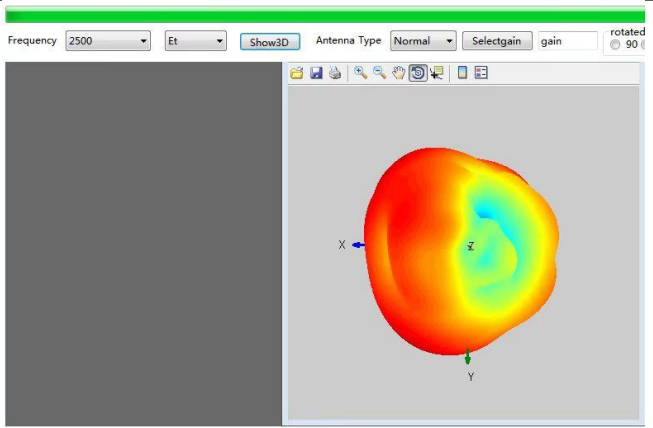 rotated
Frequency 2500 Et Show3D Antenna Type Normal Selectgain gain 90
X Z
Y